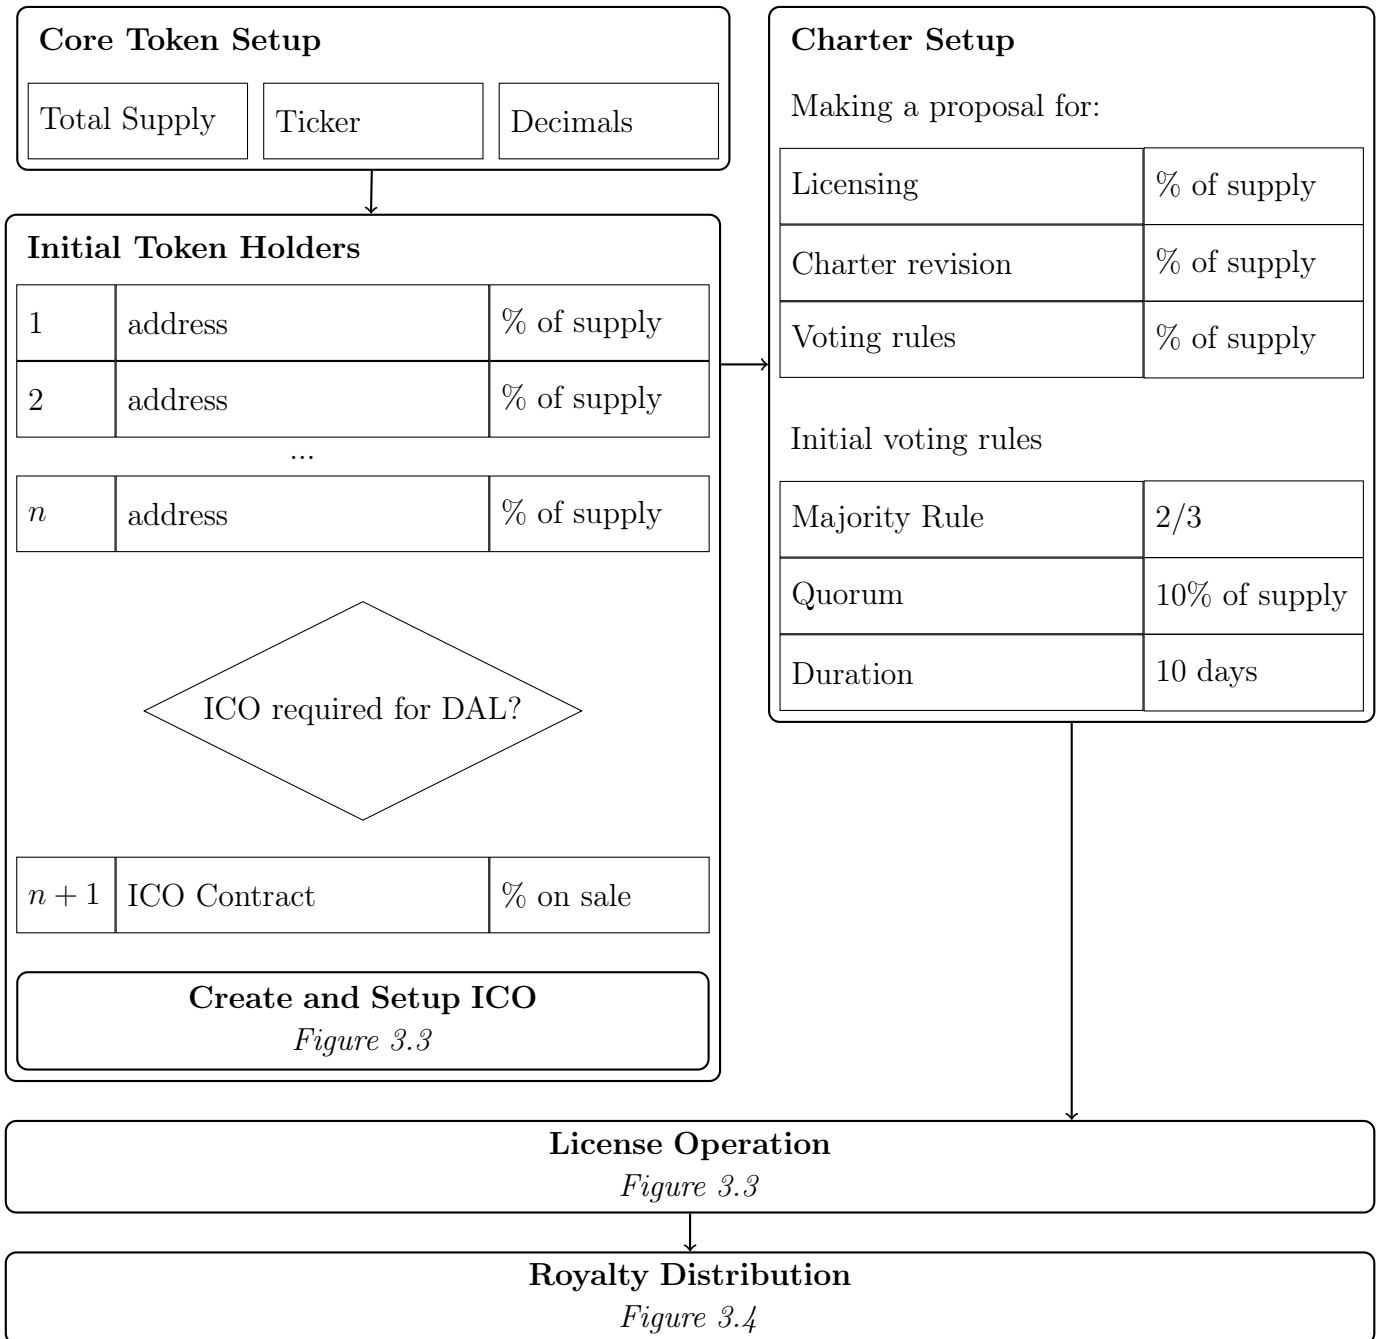 Core Token Setup
Total Supply
Ticker
Decimals
Initial Token Holders
1 address % of supply
2 address % of supply
...
n address % of supply
ICO required for DAL?
n + 1 ICO Contract % on sale
Create and Setup ICO
Figure 3.3
Charter Setup
Making a proposal for:
Licensing % of supply
Charter revision % of supply
Voting rules % of supply
Initial voting rules
Majority Rule 2/3
Quorum 10% of supply
Duration 10 days
License Operation
Figure 3.3
Royalty Distribution
Figure 3.4